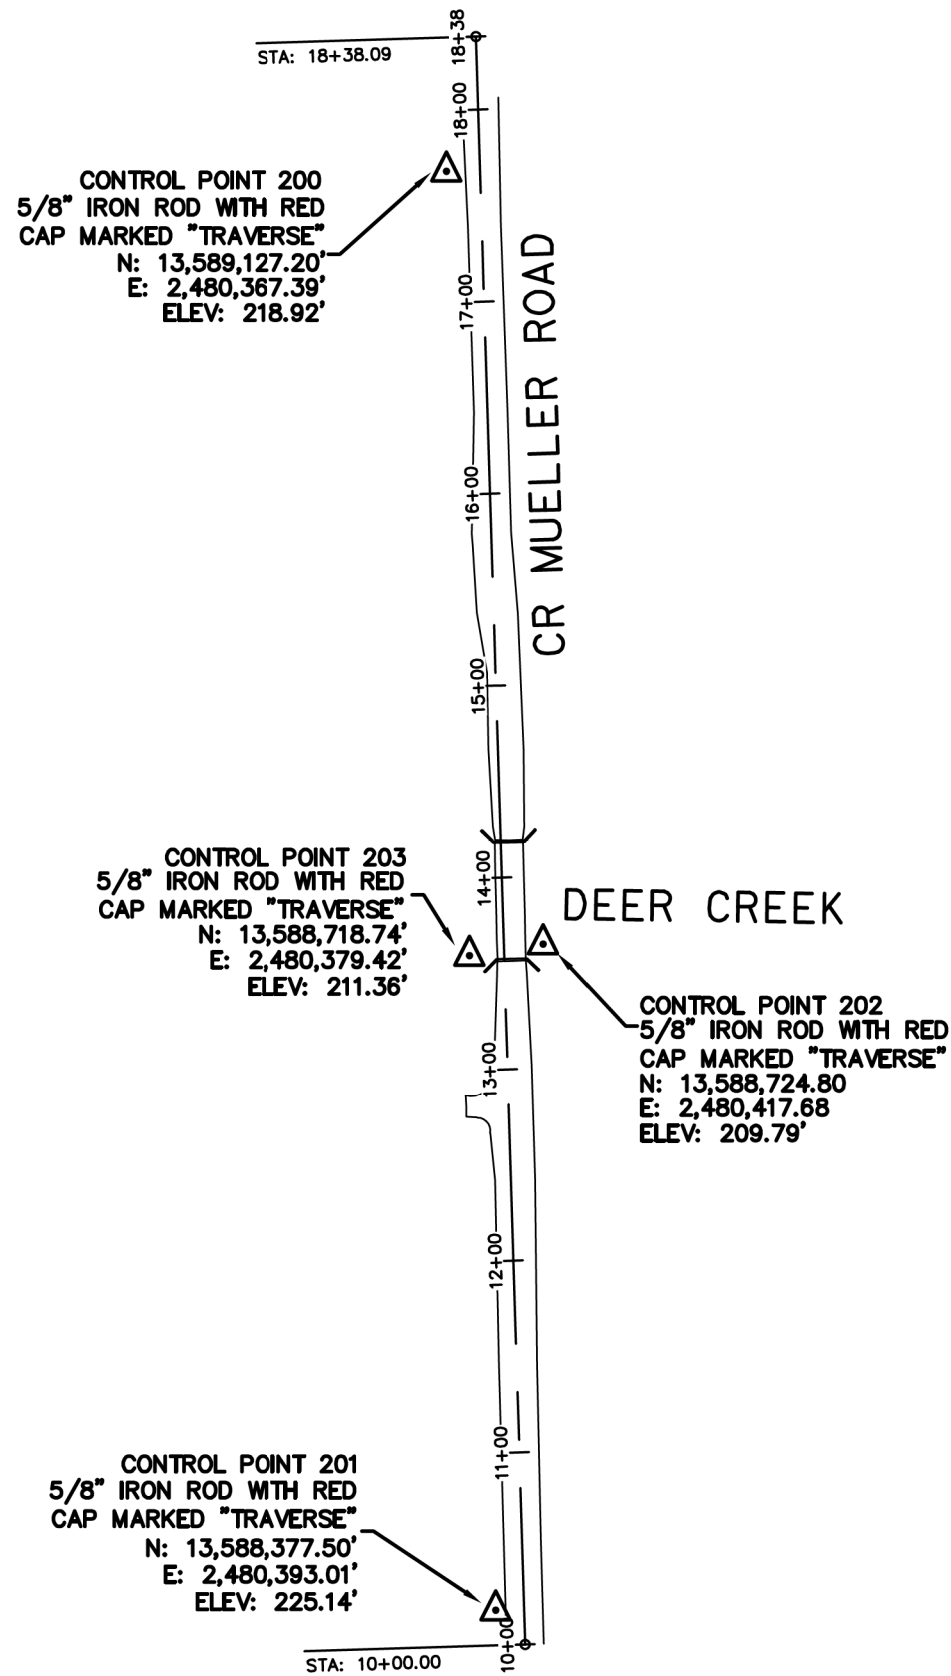 18+38
STA: 18+38.09
18+00
CONTROL POINT 200
5/8" IRON ROD WITH RED
CAP MARKED "TRAVERSE"
N: 13,589,127.20'
E: 2,480,367.39'
ELEV: 218.92'
17+00
CR MUELLER ROAD
16+00
15+00
CONTROL POINT 203
5/8" IRON ROD WITH RED
CAP MARKED "TRAVERSE"
N: 13,588,718.74'
E: 2,480,379.42'
ELEV: 211.36'
14+00
DEER CREEK
CONTROL POINT 202
5/8" IRON ROD WITH RED
CAP MARKED "TRAVERSE"
N: 13,588,724.80
E: 2,480,417.68
ELEV: 209.79'
13+00
12+00
11+00
CONTROL POINT 201
5/8" IRON ROD WITH RED
CAP MARKED "TRAVERSE"
N: 13,588,377.50'
E: 2,480,393.01'
ELEV: 225.14'
10+00
STA: 10+00.00